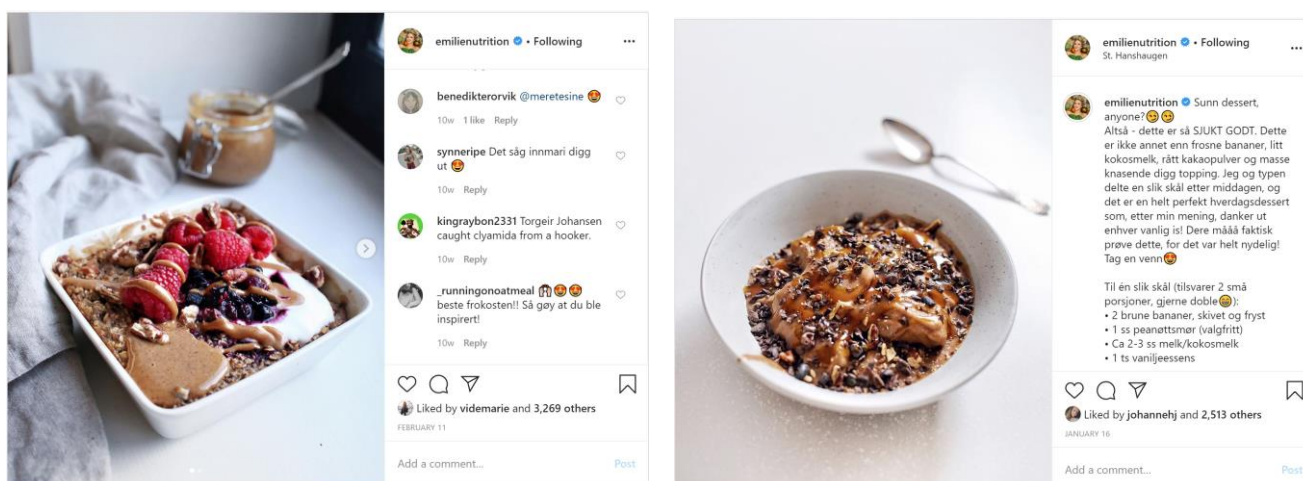 emilienutrition • Following
benedikterorvik @meretesine 🤩
10w 1 like Reply
synneripe Det såg innmari digg
ut 🤩
10w Reply
kingraybon2331 Torgeir Johansen
caught clyamida from a hooker.
10w Reply
_runningonoatmeal 🙌🤩🤩
beste frokosten!! Så gøy at du ble
inspirert!
10w Reply
Liked by videmarie and 3,269 others
FEBRUARY 11
Add a comment... Post
emilienutrition • Following
St. Hanshaugen
emilienutrition Sunn dessert,
anyone?😏😏
Altså - dette er så SJUKT GODT. Dette
er ikke annet enn frosne bananer, litt
kokosmelk, rått kakaopulver og masse
knasende digg topping. Jeg og typen
delte en slik skål etter middagen, og
det er en helt perfekt hverdagsdessert
som, etter min mening, danker ut
enhver vanlig is! Dere mååå faktisk
prøve dette, for det var helt nydelig!
Tag en venn🤩
Til én slik skål (tilsvarer 2 små
porsjoner, gjerne doble😁):
• 2 brune bananer, skivet og fryst
• 1 ss peanøttsmør (valgfritt)
• Ca 2-3 ss melk/kokosmelk
• 1 ts vaniljeessens
Liked by johannehj and 2,513 others
JANUARY 16
Add a comment... Post